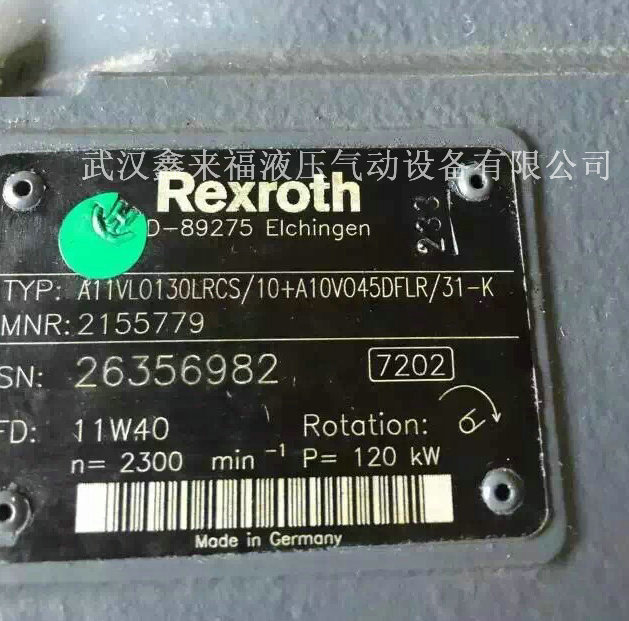 武汉鑫来福液压气动设备有限公司
Rexroth
D-89275 Elchingen
233
TYP: A11VLO130LRCS/10+A10VO45DFLR/31-K
MNR: 2155779
SN: 26356982 7202
FD: 11W40 Rotation:
n= 2300 min⁻¹ P= 120 kW
Made in Germany